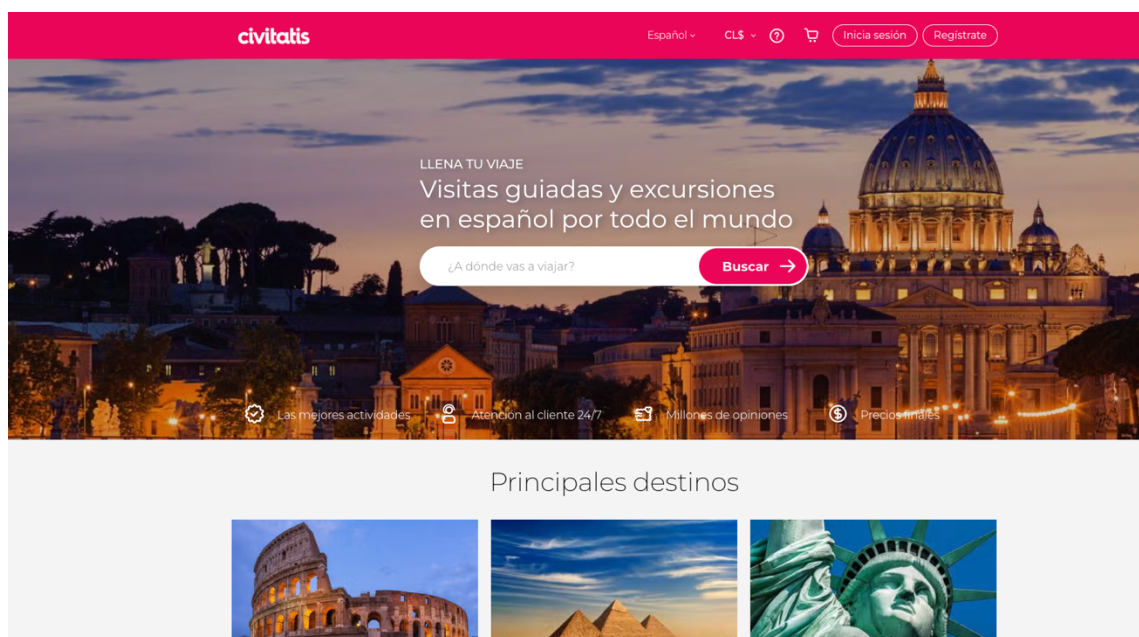 civitatis
Español
CL$
Inicia sesión
Regístrate
LLENA TU VIAJE
Visitas guiadas y excursiones
en español por todo el mundo
¿A dónde vas a viajar?
Buscar
Las mejores actividades
Atención al cliente 24/7
Millones de opiniones
Precios finales
Principales destinos